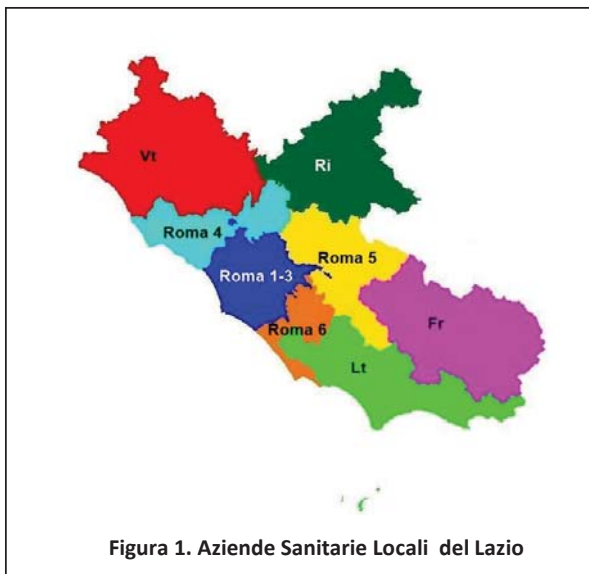 Vt
Ri
Roma 4
Roma 5
Roma 1-3
Fr
Roma 6
Lt
Figura 1. Aziende Sanitarie Locali del Lazio